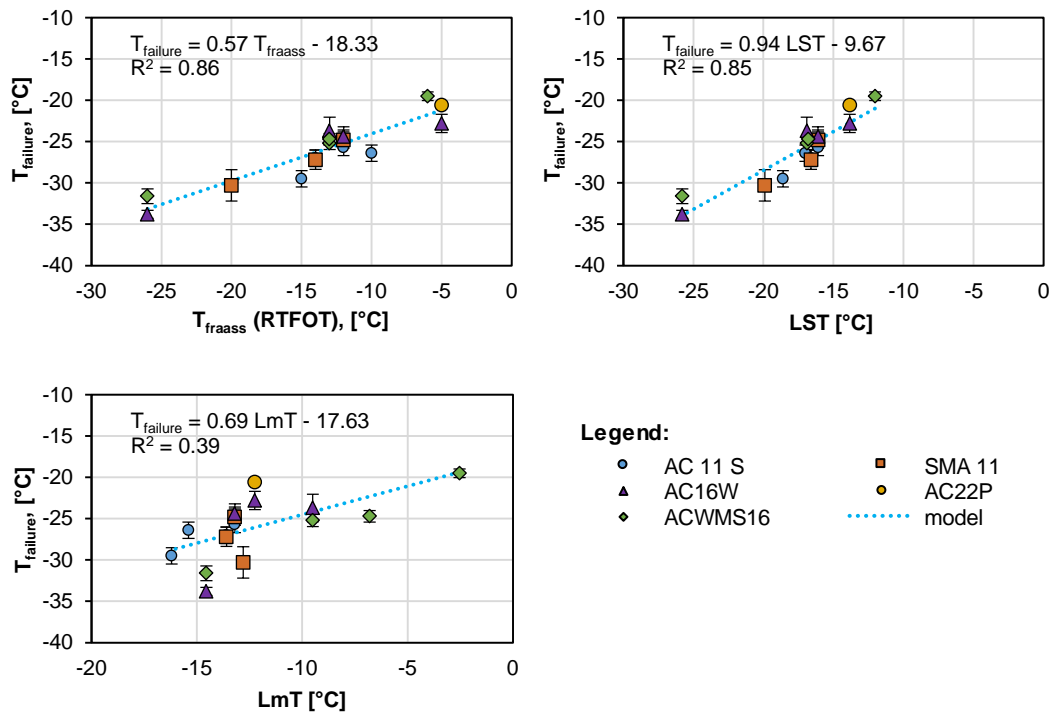 T_failure = 0.57 T_fraass - 18.33
R² = 0.86
T_failure, [°C]
-10
-15
-20
-25
-30
-35
-40
-30 -25 -20 -15 -10 -5 0
T_fraass (RTFOT), [°C]
T_failure = 0.94 LST - 9.67
R² = 0.85
T_failure, [°C]
-10
-15
-20
-25
-30
-35
-40
-30 -25 -20 -15 -10 -5 0
LST [°C]
T_failure = 0.69 LmT - 17.63
R² = 0.39
T_failure, [°C]
-10
-15
-20
-25
-30
-35
-40
-20 -15 -10 -5 0
LmT [°C]
Legend:
AC 11 S SMA 11
AC16W AC22P
ACWMS16 model